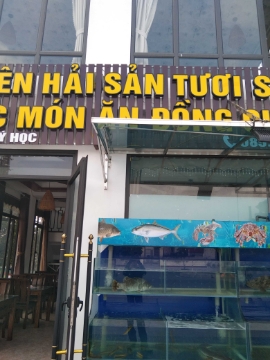 ÊN HẢI SẢN TƯƠI S
C MÓN ĂN ĐỒNG
Ý HỌC